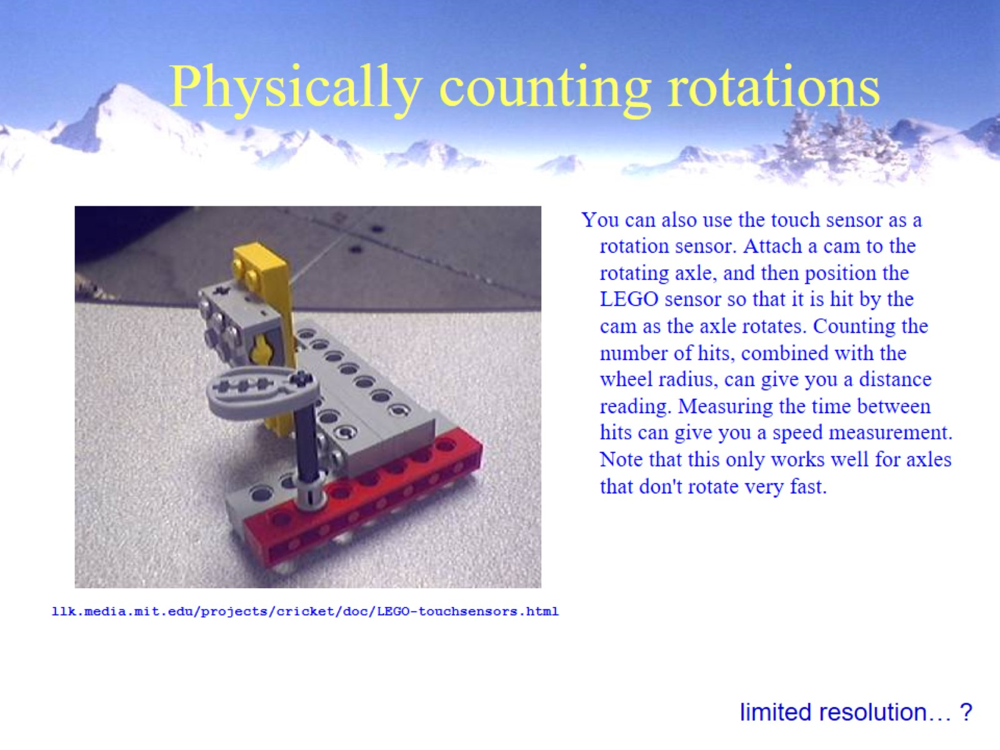 Physically counting rotations
You can also use the touch sensor as a
rotation sensor. Attach a cam to the
rotating axle, and then position the
LEGO sensor so that it is hit by the
cam as the axle rotates. Counting the
number of hits, combined with the
wheel radius, can give you a distance
reading. Measuring the time between
hits can give you a speed measurement.
Note that this only works well for axles
that don't rotate very fast.
llk.media.mit.edu/projects/cricket/doc/LEGO-touchsensors.html
limited resolution… ?